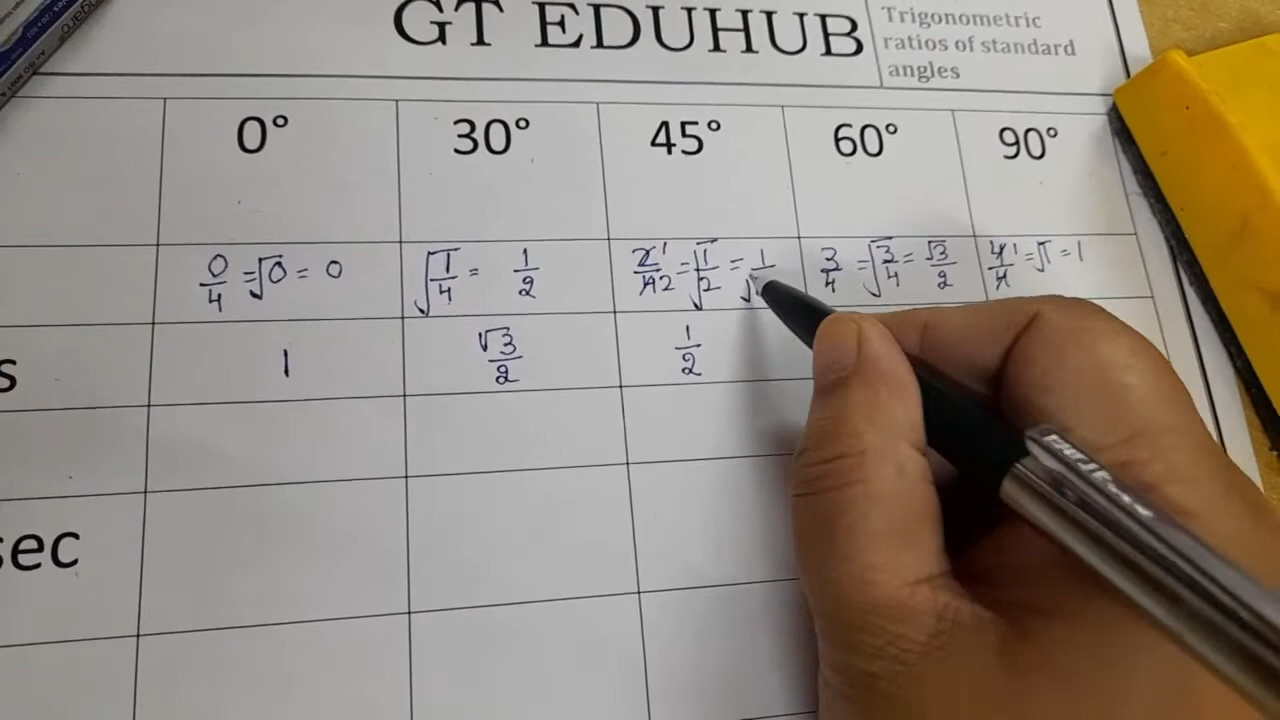 GT EDUHUB
Trigonometric
ratios of standard
angles
0° 30° 45° 60° 90°
0/4 = √0 = 0 √1/4 = 1/2 2̸ 1/4̸ 2 = √1/2 = 1/√ 3/4 = √3/4 = √3/2 4̸ 1/4̸ = √1 = 1
s 1 √3/2 1/2
sec